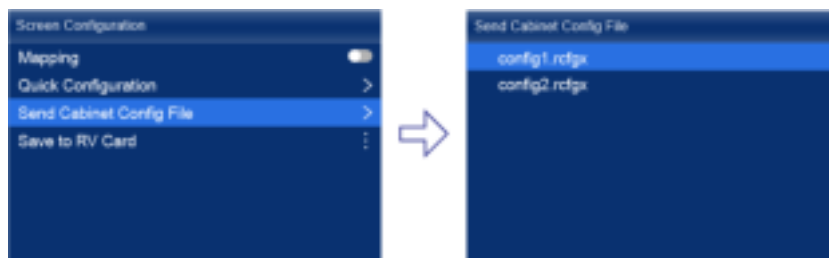 Screen Configuration
Mapping
Quick Configuration
Send Cabinet Config File
Save to RV Card
Send Cabinet Config File
config1.rcfgx
config2.rcfgx